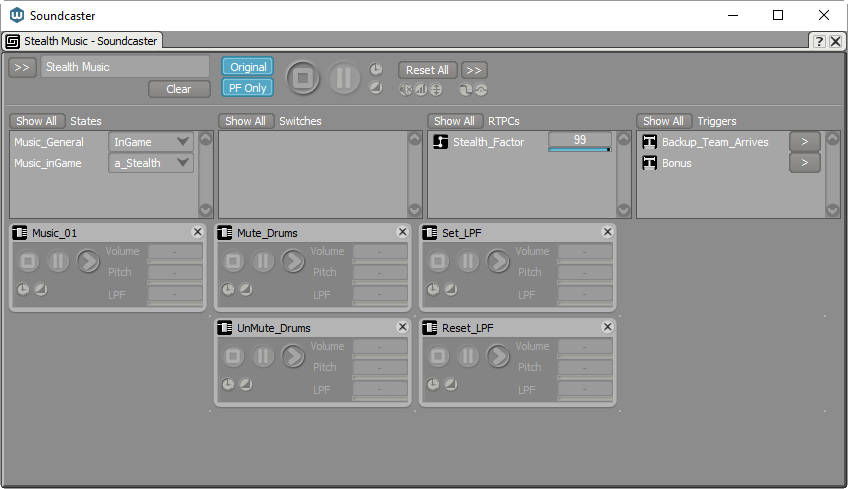 Soundcaster
Stealth Music - Soundcaster
?
>> Stealth Music Original Reset All >>
Clear PF Only
Show All States Show All Switches Show All RTPCs Show All Triggers
Music_General InGame Stealth_Factor 99 Backup_Team_Arrives >
Music_inGame a_Stealth Bonus >
Music_01 Mute_Drums Set_LPF
Volume - Volume - Volume -
Pitch - Pitch - Pitch -
LPF - LPF - LPF -
UnMute_Drums Reset_LPF
Volume - Volume -
Pitch - Pitch -
LPF - LPF -